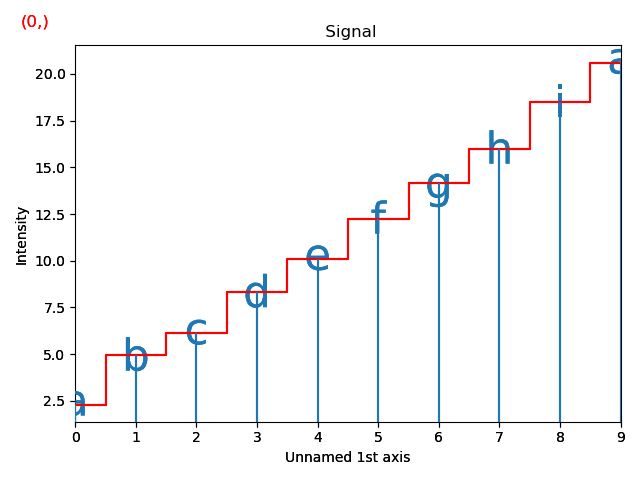 (0,)
Signal
20.0
17.5
15.0
12.5
10.0
7.5
5.0
2.5
Intensity
a
b
c
d
e
f
g
h
i
a
0 1 2 3 4 5 6 7 8 9
Unnamed 1st axis